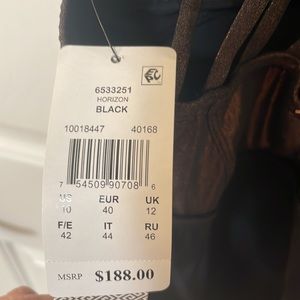 6533251
HORIZON
BLACK
10018447 40168
7 54509 90708 6
US EUR UK
10 40 12
F/E IT RU
42 44 46
MSRP $188.00